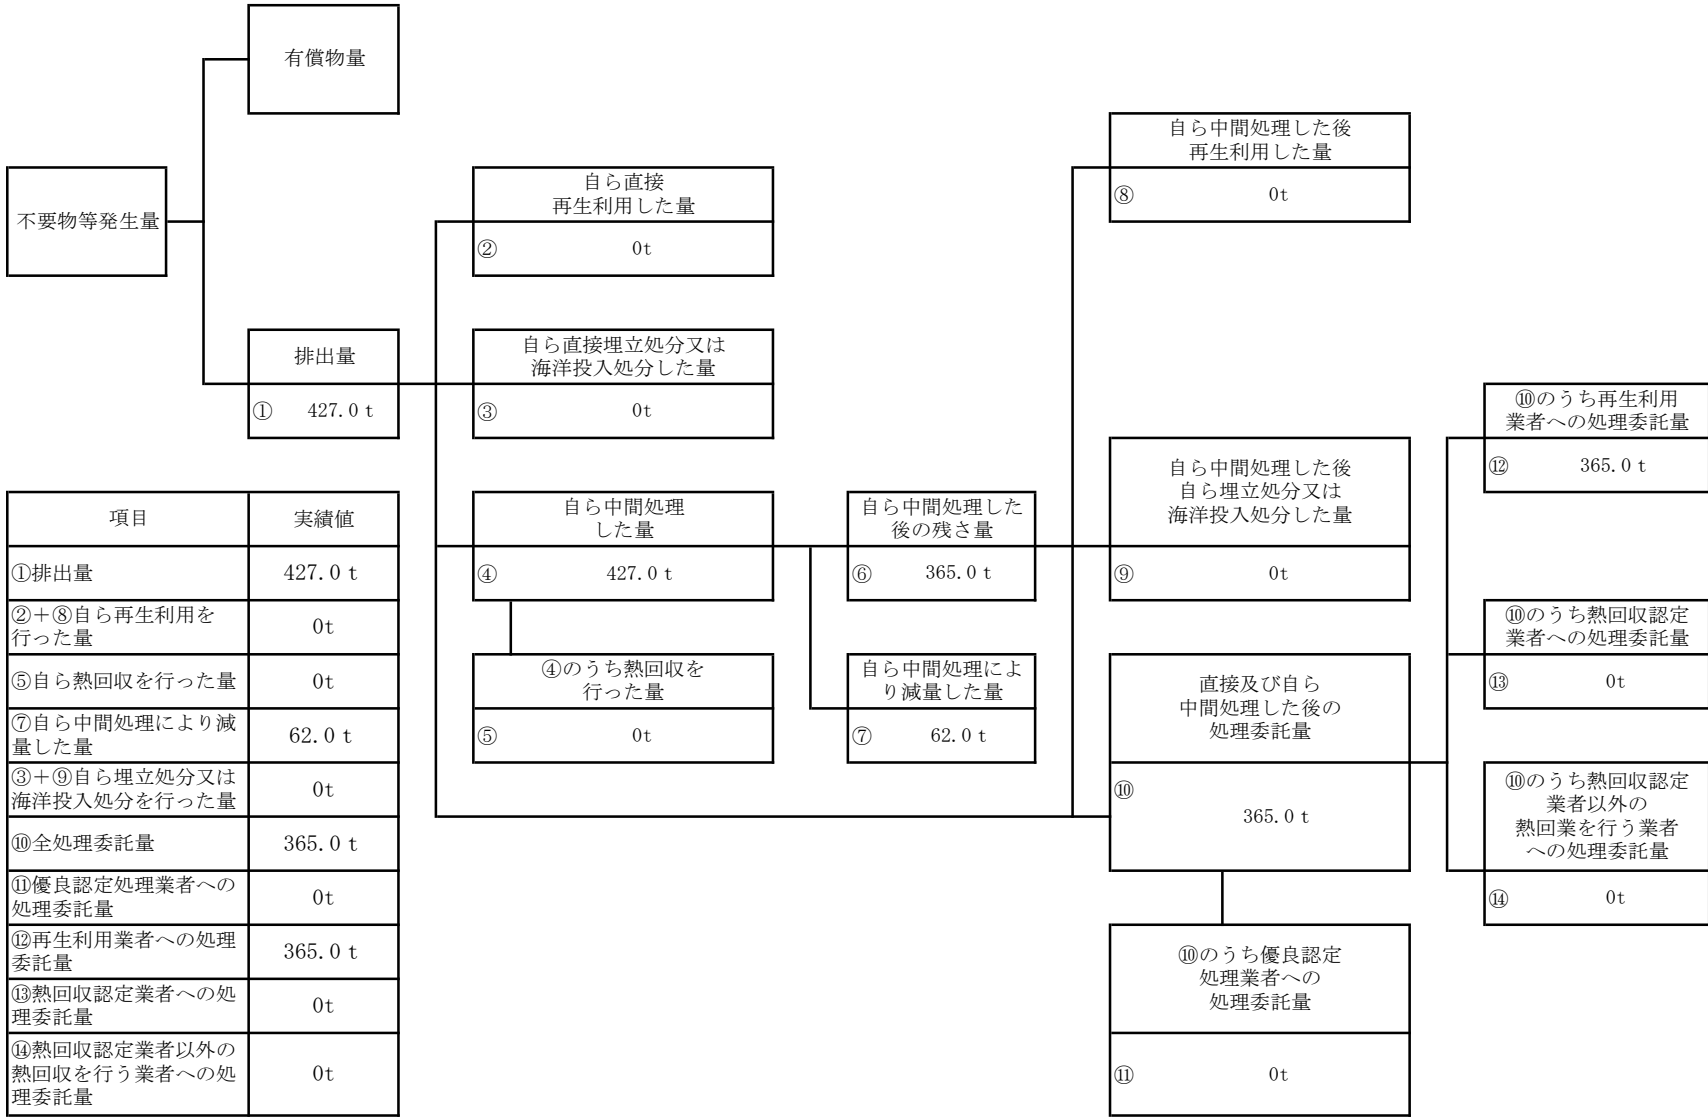 有償物量
不要物等発生量
排出量
① 427.0 t
自ら直接
再生利用した量
② 0t
自ら直接埋立処分又は
海洋投入処分した量
③ 0t
自ら中間処理
した量
④ 427.0 t
④のうち熱回収を
行った量
⑤ 0t
自ら中間処理した
後の残さ量
⑥ 365.0 t
自ら中間処理によ
り減量した量
⑦ 62.0 t
自ら中間処理した後
再生利用した量
⑧ 0t
自ら中間処理した後
自ら埋立処分又は
海洋投入処分した量
⑨ 0t
直接及び自ら
中間処理した後の
処理委託量
⑩
365.0 t
⑩のうち優良認定
処理業者への
処理委託量
⑪ 0t
⑩のうち再生利用
業者への処理委託量
⑫ 365.0 t
⑩のうち熱回収認定
業者への処理委託量
⑬ 0t
⑩のうち熱回収認定
業者以外の
熱回業を行う業者
への処理委託量
⑭ 0t
項目 実績値
①排出量 427.0 t
②＋⑧自ら再生利用を
行った量 0t
⑤自ら熱回収を行った量 0t
⑦自ら中間処理により減
量した量 62.0 t
③＋⑨自ら埋立処分又は
海洋投入処分を行った量 0t
⑩全処理委託量 365.0 t
⑪優良認定処理業者への
処理委託量 0t
⑫再生利用業者への処理
委託量 365.0 t
⑬熱回収認定業者への処
理委託量 0t
⑭熱回収認定業者以外の
熱回収を行う業者への処
理委託量 0t